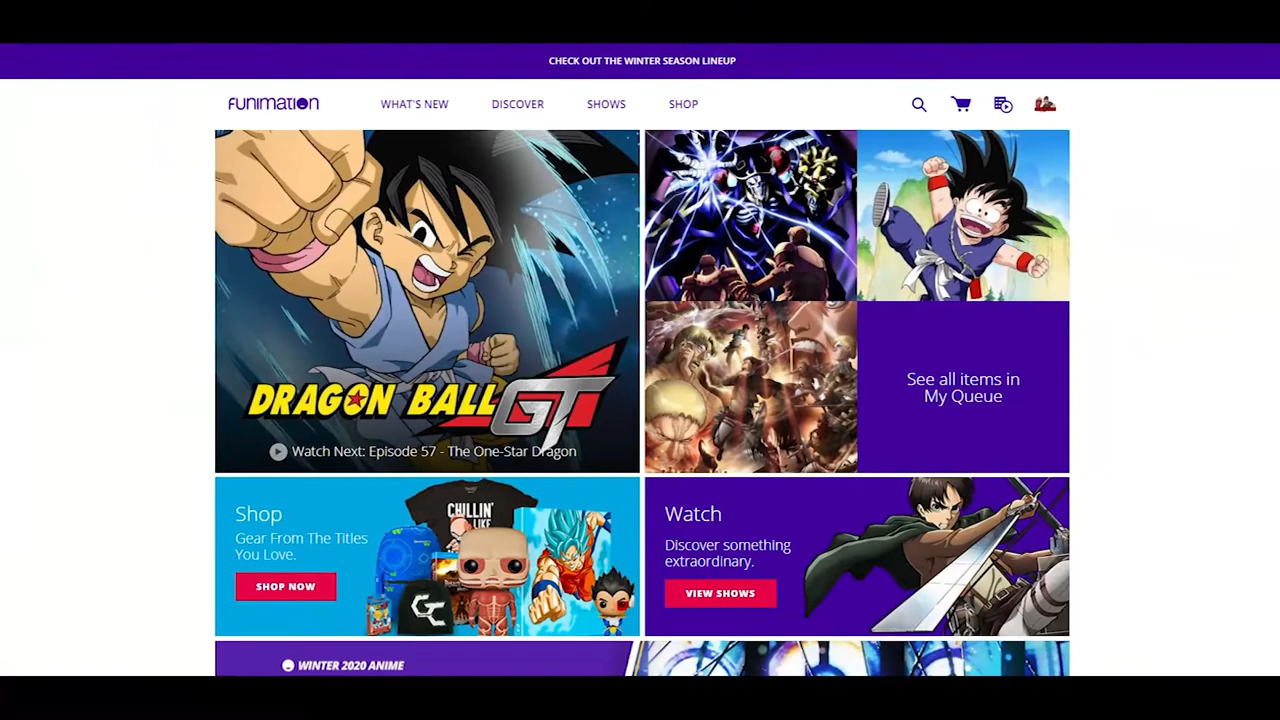 CHECK OUT THE WINTER SEASON LINEUP
FUNIMATION
WHAT'S NEW
DISCOVER
SHOWS
SHOP
DRAGON BALL GT
Watch Next: Episode 57 - The One-Star Dragon
See all items in
My Queue
Shop
Gear From The Titles
You Love.
SHOP NOW
CHILLIN'
LIKE
Watch
Discover something
extraordinary.
VIEW SHOWS
WINTER 2020 ANIME